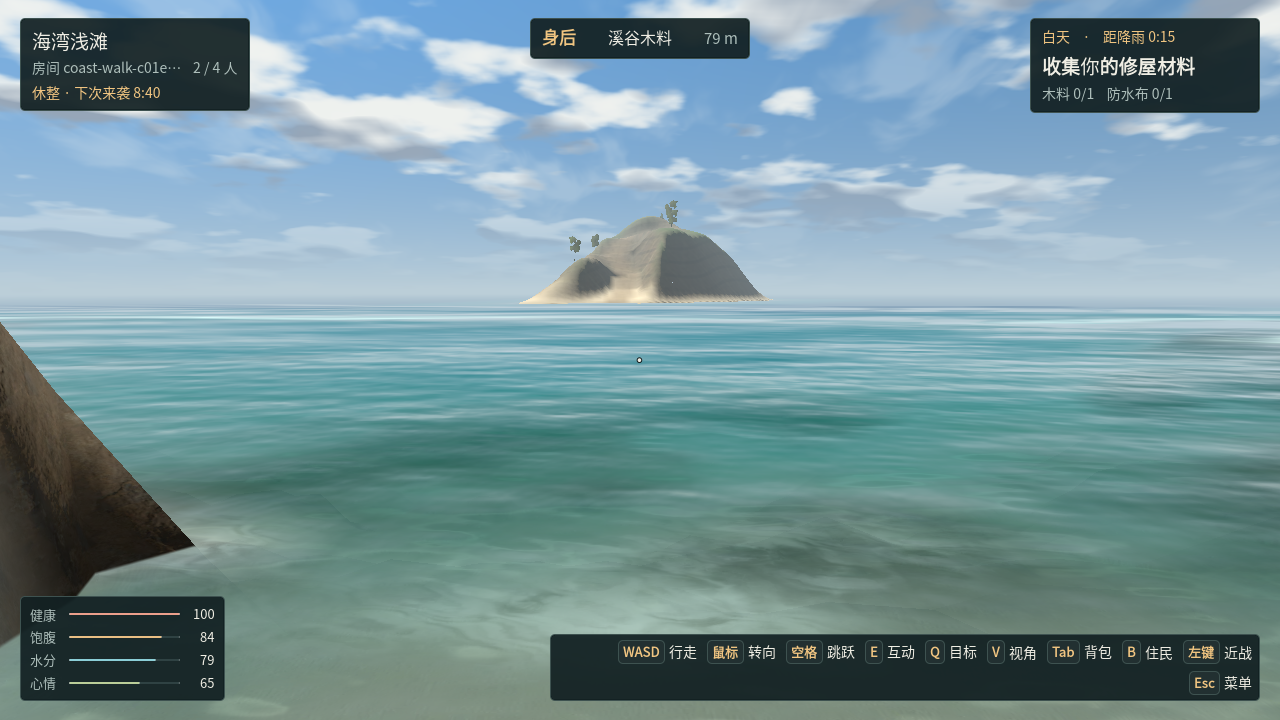 海湾浅滩
房间 coast-walk-c01e⋯ 2 / 4 人
休整 · 下次来袭 8:40
身后 溪谷木料 79 m
白天 · 距降雨 0:15
收集你的修屋材料
木料 0/1 防水布 0/1
健康 100
饱腹 84
水分 79
心情 65
WASD 行走 鼠标 转向 空格 跳跃 E 互动 Q 目标 V 视角 Tab 背包 B 住民 左键 近战
Esc 菜单